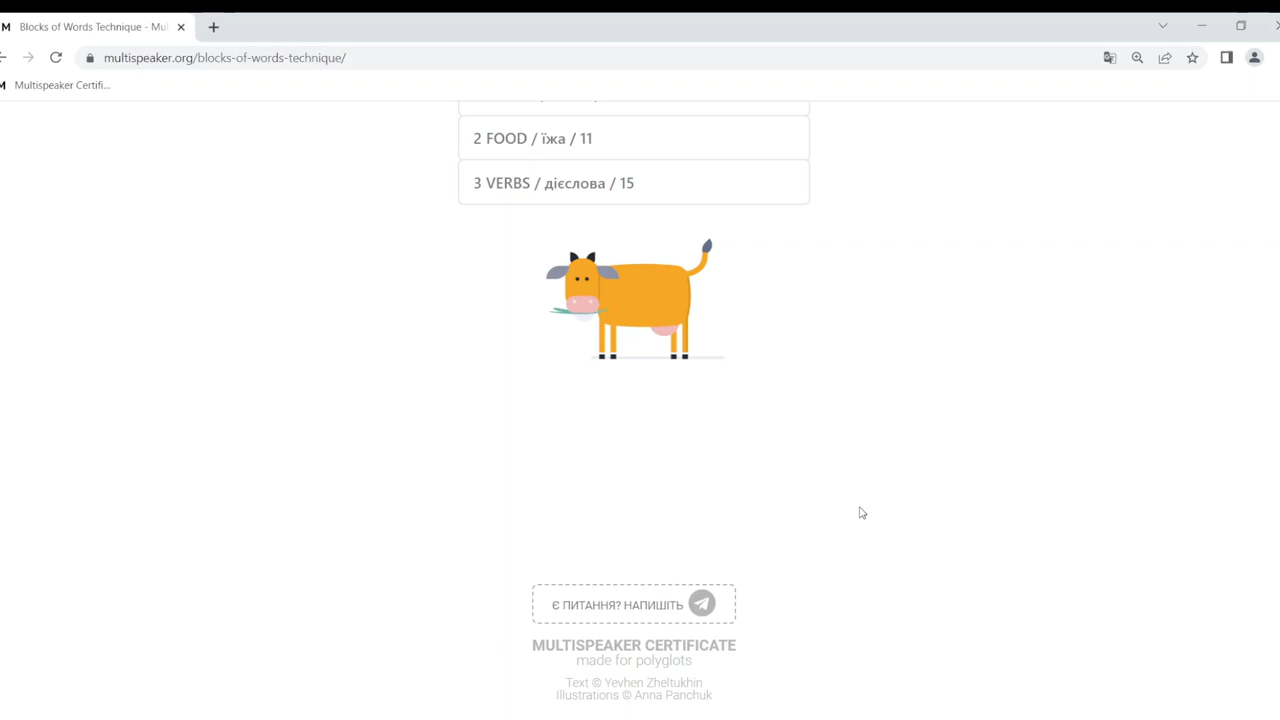 M Blocks of Words Technique - Mul
multispeaker.org/blocks-of-words-technique/
M Multispeaker Certifi...
2 FOOD / їжа / 11
3 VERBS / дієслова / 15
Є ПИТАННЯ? НАПИШІТЬ
MULTISPEAKER CERTIFICATE
made for polyglots
Text © Yevhen Zheltukhin
Illustrations © Anna Panchuk